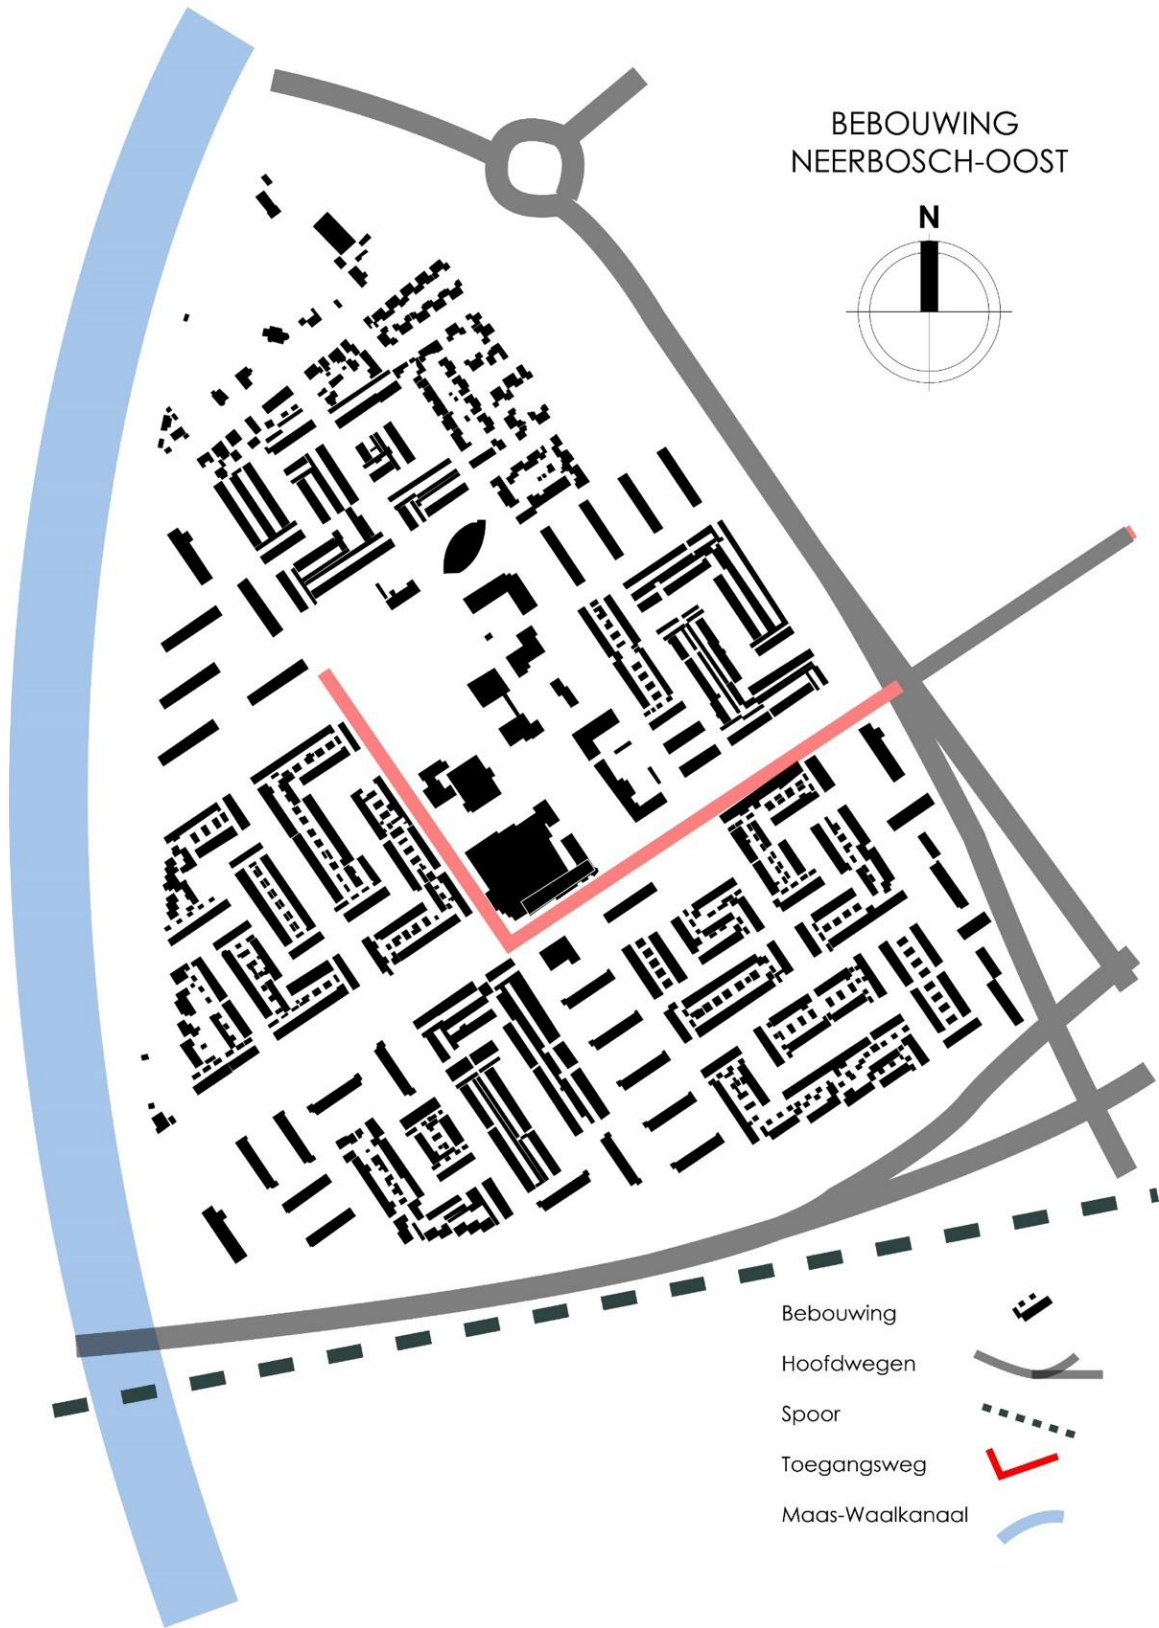 BEBOUWING
NEERBOSCH-OOST
N
Bebouwing
Hoofdwegen
Spoor
Toegangsweg
Maas-Waalkanaal